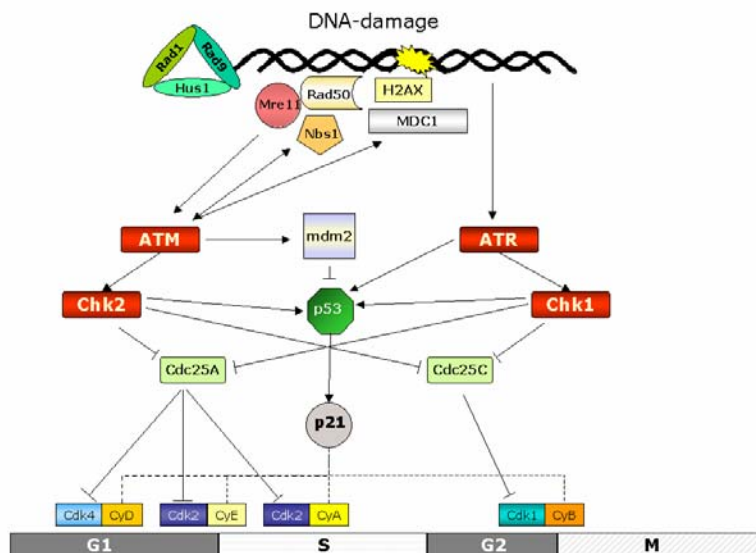 DNA-damage
Rad1
Rad9
Hus1
Mre11
Rad50
H2AX
Nbs1
MDC1
ATM
mdm2
ATR
Chk2
p53
Chk1
Cdc25A
Cdc25C
p21
Cdk4 CyD
Cdk2 CyE
Cdk2 CyA
Cdk1 CyB
G1 S G2 M